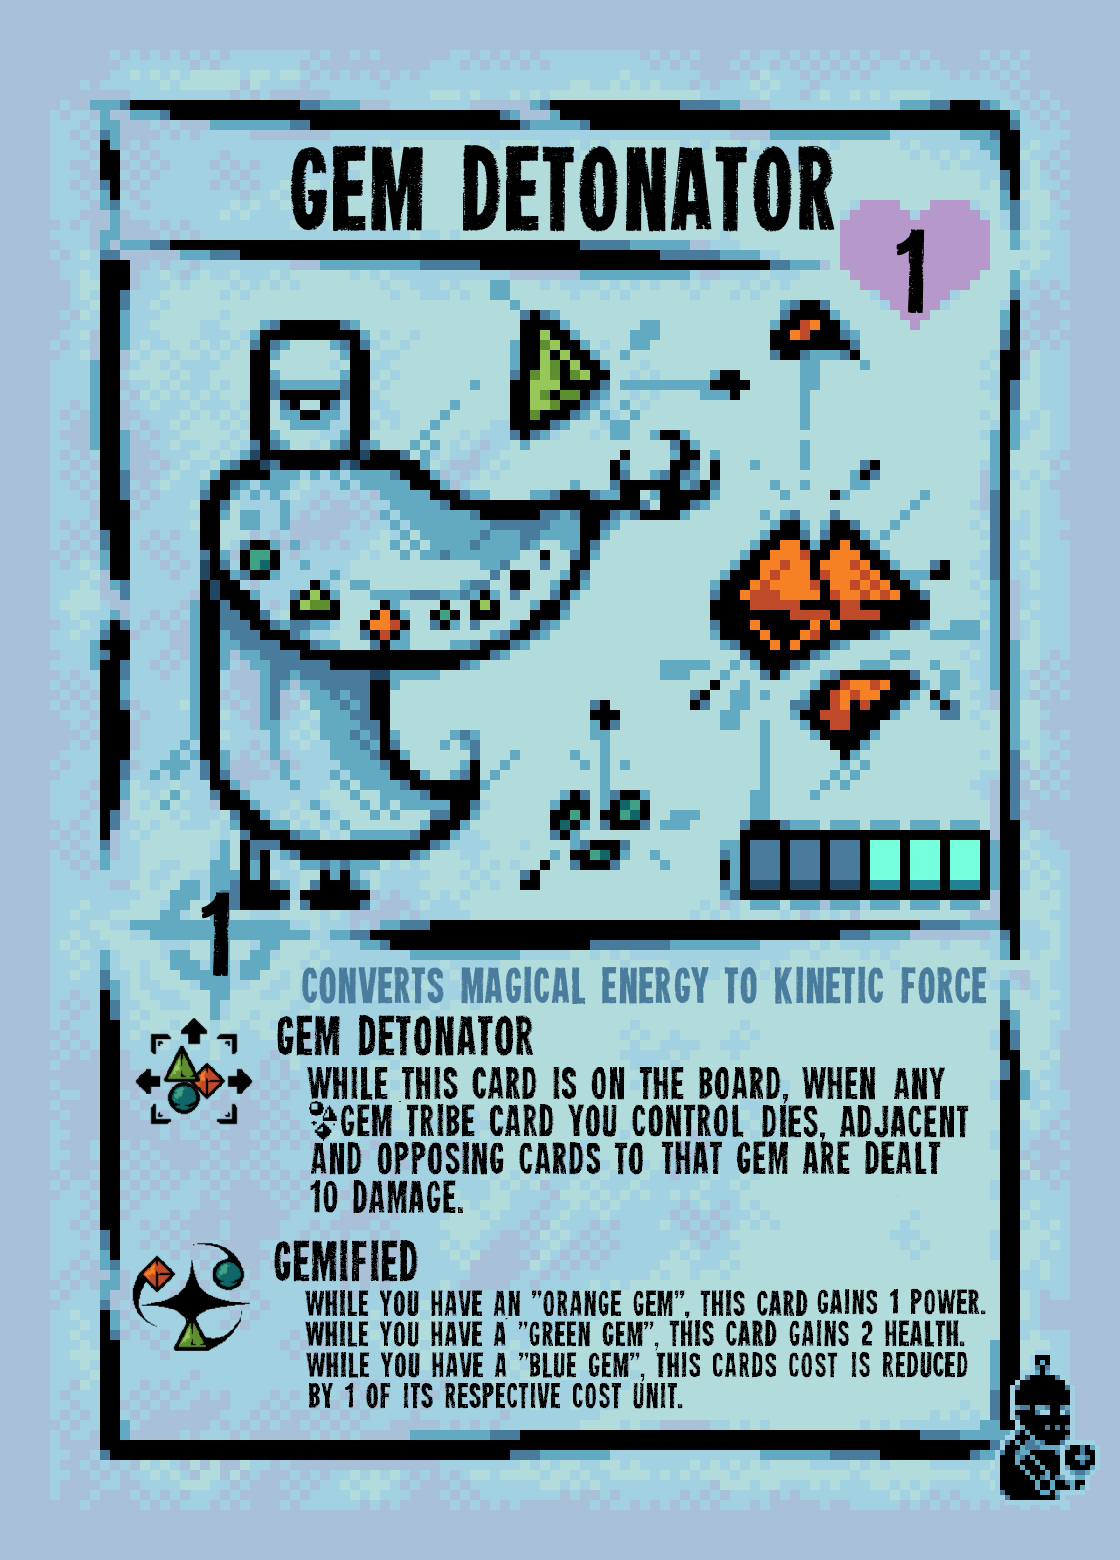 GEM DETONATOR
1
1
CONVERTS MAGICAL ENERGY TO KINETIC FORCE
GEM DETONATOR
WHILE THIS CARD IS ON THE BOARD, WHEN ANY
GEM TRIBE CARD YOU CONTROL DIES, ADJACENT
AND OPPOSING CARDS TO THAT GEM ARE DEALT
10 DAMAGE.
GEMIFIED
WHILE YOU HAVE AN "ORANGE GEM", THIS CARD GAINS 1 POWER.
WHILE YOU HAVE A "GREEN GEM", THIS CARD GAINS 2 HEALTH.
WHILE YOU HAVE A "BLUE GEM", THIS CARDS COST IS REDUCED
BY 1 OF ITS RESPECTIVE COST UNIT.